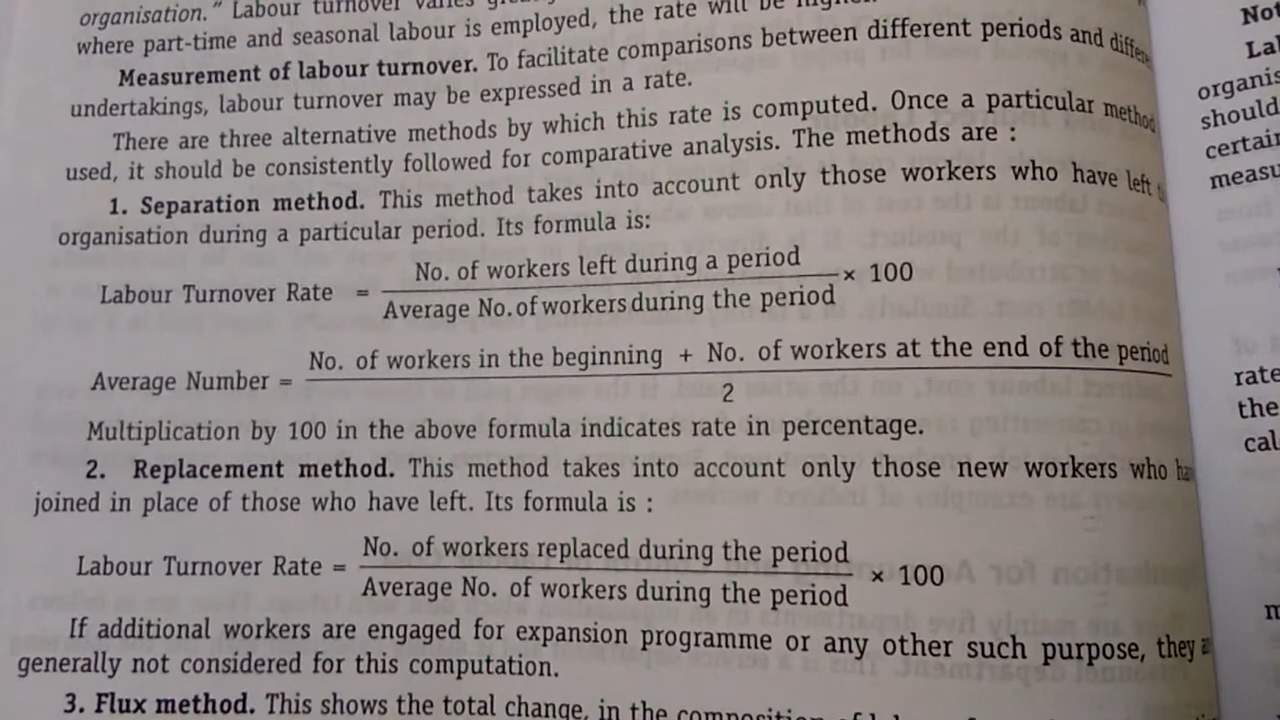 organisation." Labour turnover varies
where part-time and seasonal labour is employed, the rate will be
Measurement of labour turnover. To facilitate comparisons between different periods and
undertakings, labour turnover may be expressed in a rate.
There are three alternative methods by which this rate is computed. Once a particular method
used, it should be consistently followed for comparative analysis. The methods are :
1. Separation method. This method takes into account only those workers who have left
organisation during a particular period. Its formula is:
Labour Turnover Rate = No. of workers left during a period
Average No. of workers during the period × 100
Average Number = No. of workers in the beginning + No. of workers at the end of the period
2
Multiplication by 100 in the above formula indicates rate in percentage.
2. Replacement method. This method takes into account only those new workers who
joined in place of those who have left. Its formula is :
Labour Turnover Rate = No. of workers replaced during the period
Average No. of workers during the period × 100
If additional workers are engaged for expansion programme or any other such purpose, they
generally not considered for this computation.
3. Flux method. This shows the total change, in the composition of
should
rate
the